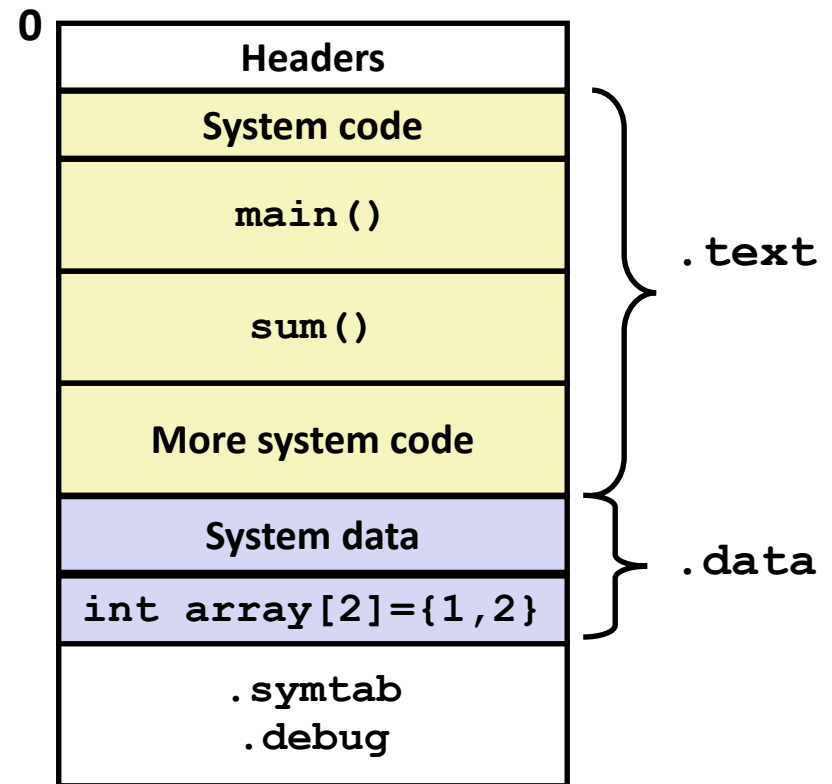 0
Headers
System code
main()
sum()
More system code
.text
System data
int array[2]={1,2}
.data
.symtab
.debug